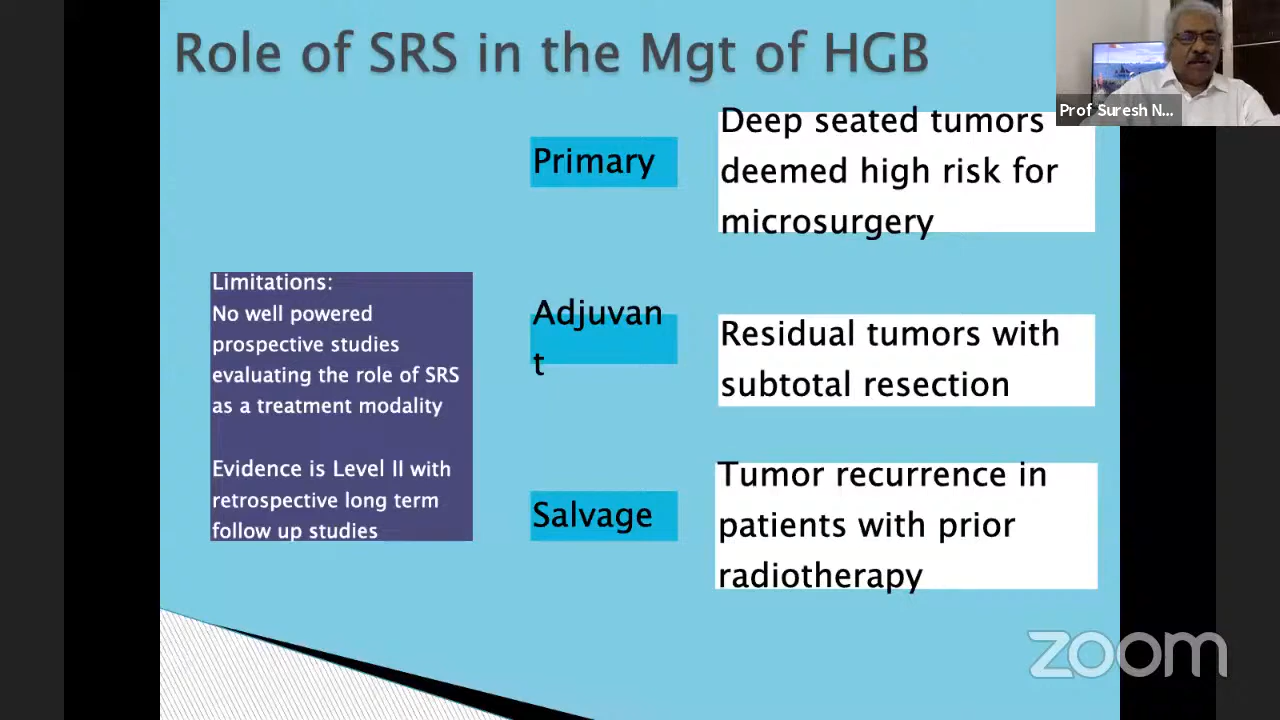 Role of SRS in the Mgt of HGB
Prof Suresh N...
Primary
Deep seated tumors
deemed high risk for
microsurgery
Limitations:
No well powered
prospective studies
evaluating the role of SRS
as a treatment modality
Evidence is Level II with
retrospective long term
follow up studies
Adjuvan
t
Residual tumors with
subtotal resection
Salvage
Tumor recurrence in
patients with prior
radiotherapy
zoom